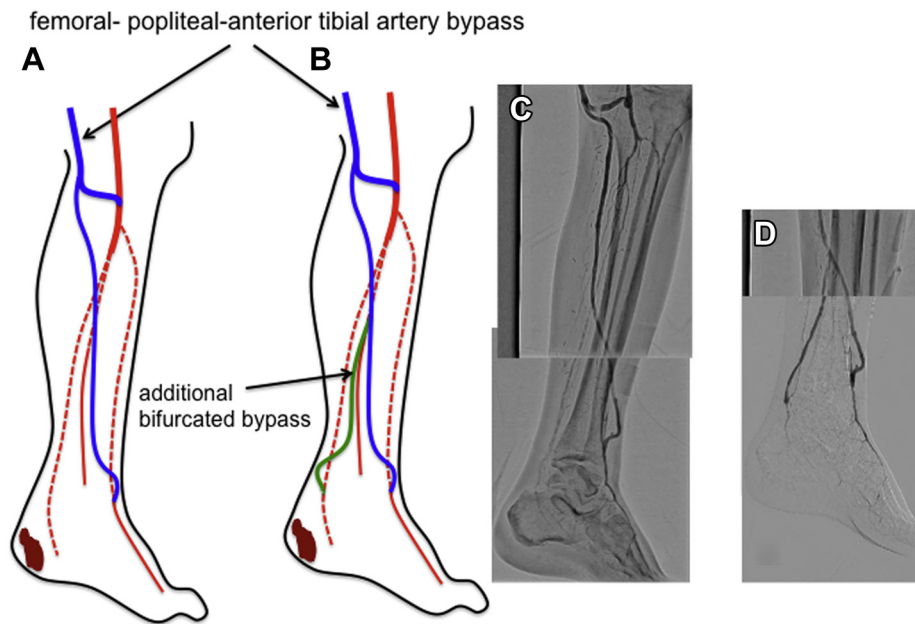 femoral- popliteal-anterior tibial artery bypass
A
B
C
D
additional
bifurcated bypass